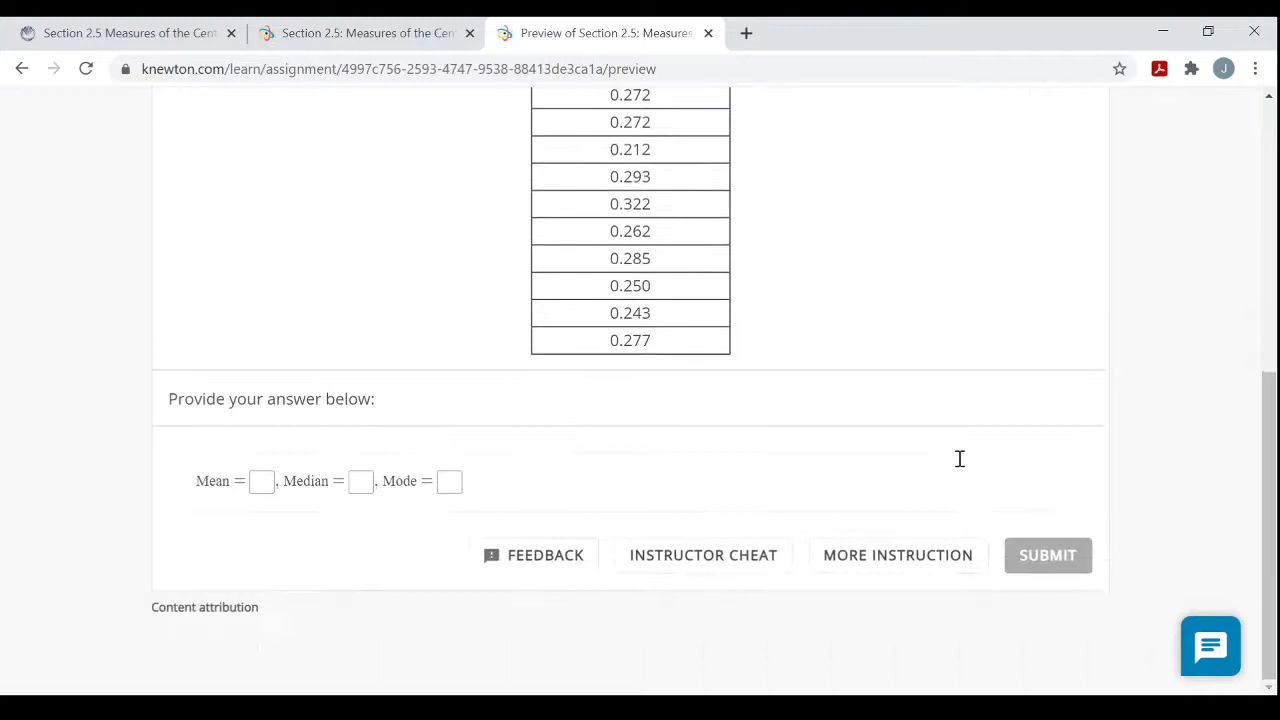 Section 2.5 Measures of the Cent
Section 2.5: Measures of the Cen
Preview of Section 2.5: Measures
knewton.com/learn/assignment/4997c756-2593-4747-9538-88413de3ca1a/preview
J
0.272
0.272
0.212
0.293
0.322
0.262
0.285
0.250
0.243
0.277
Provide your answer below:
Mean = , Median = , Mode =
FEEDBACK
INSTRUCTOR CHEAT
MORE INSTRUCTION
SUBMIT
Content attribution